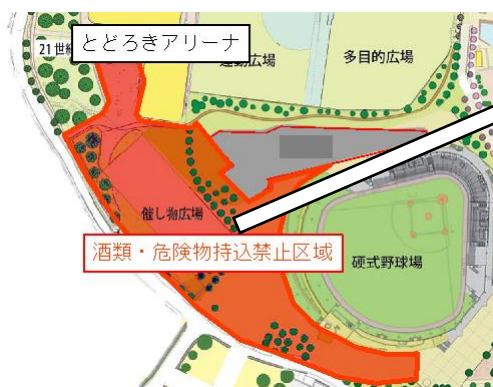 21世紀
とどろきアリーナ
運動広場
多目的広場
催し物広場
酒類・危険物持込禁止区域
硬式野球場